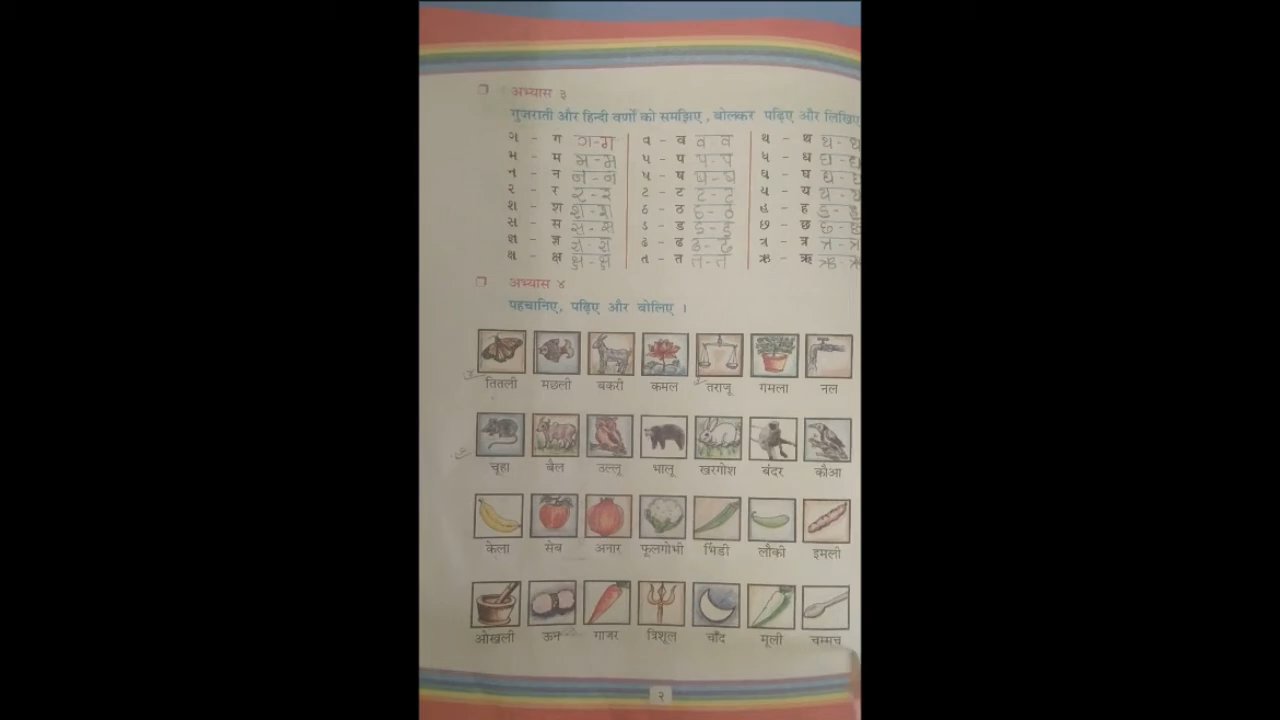 अभ्यास ३
गुजराती और हिन्दी वर्णों को समझिए, बोलकर पढ़िए और लिखिए
ગ - ग ग-ग વ - व व-व થ - थ थ-थ
મ - म म-म પ - प प-प ધ - ध ध-ध
ન - न न-न ષ - ष ष-ष ઘ - घ घ-घ
ર - र र-र ટ - ट ट-ट ય - य य-य
શ - श श-श ઠ - ठ ठ-ठ હ - ह ह-ह
સ - स स-स ડ - ड ड-ड છ - छ छ-छ
જ્ઞ - ज्ञ ज्ञ-ज्ञ ઢ - ढ ढ-ढ ત્ર - त्र त्र-त्र
ક્ષ - क्ष क्ष-क्ष ત - त त-त ઋ - ऋ ऋ-ऋ
अभ्यास ४
पहचानिए, पढ़िए और बोलिए ।
तितली मछली बकरी कमल तराजू गमला नल
चूहा बैल उल्लू भालू खरगोश बंदर कौआ
केला सेब अनार फूलगोभी भिंडी लौकी इमली
ओखली ऊन गाजर त्रिशूल चाँद मूली चम्मच
२